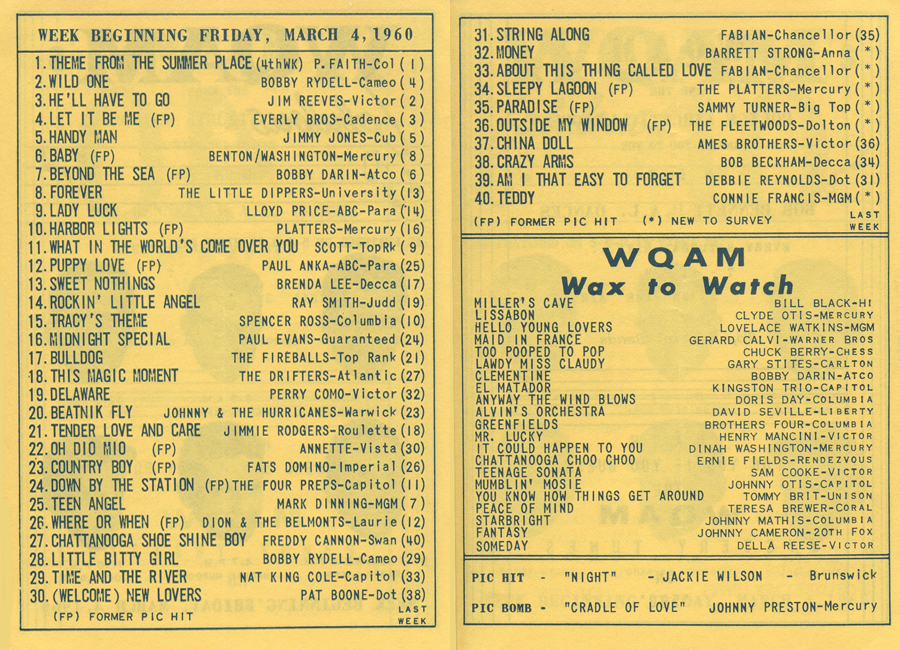 WEEK BEGINNING FRIDAY, MARCH 4, 1960
1. THEME FROM THE SUMMER PLACE (4thWK) P.FAITH-Col ( 1)
2. WILD ONE BOBBY RYDELL-Cameo ( 4)
3. HE'LL HAVE TO GO JIM REEVES-Victor ( 2)
4. LET IT BE ME (FP) EVERLY BROS-Cadence ( 3)
5. HANDY MAN JIMMY JONES-Cub ( 5)
6. BABY (FP) BENTON/WASHINGTON-Mercury ( 8)
7. BEYOND THE SEA (FP) BOBBY DARIN-Atco ( 6)
8. FOREVER THE LITTLE DIPPERS-University (13)
9. LADY LUCK LLOYD PRICE-ABC-Para (14)
10. HARBOR LIGHTS (FP) PLATTERS-Mercury (16)
11. WHAT IN THE WORLD'S COME OVER YOU SCOTT-TopRk ( 9)
12. PUPPY LOVE (FP) PAUL ANKA-ABC-Para (25)
13. SWEET NOTHINGS BRENDA LEE-Decca (17)
14. ROCKIN' LITTLE ANGEL RAY SMITH-Judd (19)
15. TRACY'S THEME SPENCER ROSS-Columbia (10)
16. MIDNIGHT SPECIAL PAUL EVANS-Guaranteed (24)
17. BULLDOG THE FIREBALLS-Top Rank (21)
18. THIS MAGIC MOMENT THE DRIFTERS-Atlantic (27)
19. DELAWARE PERRY COMO-Victor (32)
20. BEATNIK FLY JOHNNY & THE HURRICANES-Warwick (23)
21. TENDER LOVE AND CARE JIMMIE RODGERS-Roulette (18)
22. OH DIO MIO (FP) ANNETTE-Vista (30)
23. COUNTRY BOY (FP) FATS DOMINO-Imperial (26)
24. DOWN BY THE STATION (FP) THE FOUR PREPS-Capitol (11)
25. TEEN ANGEL MARK DINNING-MGM ( 7)
26. WHERE OR WHEN (FP) DION & THE BELMONTS-Laurie (12)
27. CHATTANOOGA SHOE SHINE BOY FREDDY CANNON-Swan (40)
28. LITTLE BITTY GIRL BOBBY RYDELL-Cameo (29)
29. TIME AND THE RIVER NAT KING COLE-Capitol (33)
30. (WELCOME) NEW LOVERS PAT BOONE-Dot (38)
(FP) FORMER PIC HIT LAST WEEK
31. STRING ALONG FABIAN-Chancellor (35)
32. MONEY BARRETT STRONG-Anna ( * )
33. ABOUT THIS THING CALLED LOVE FABIAN-Chancellor ( * )
34. SLEEPY LAGOON (FP) THE PLATTERS-Mercury ( * )
35. PARADISE (FP) SAMMY TURNER-Big Top ( * )
36. OUTSIDE MY WINDOW (FP) THE FLEETWOODS-Dolton ( * )
37. CHINA DOLL AMES BROTHERS-Victor (36)
38. CRAZY ARMS BOB BECKHAM-Decca (34)
39. AM I THAT EASY TO FORGET DEBBIE REYNOLDS-Dot (31)
40. TEDDY CONNIE FRANCIS-MGM ( * )
(FP) FORMER PIC HIT (*) NEW TO SURVEY LAST WEEK
WQAM
Wax to Watch
MILLER'S CAVE BILL BLACK-HI
LISSABON CLYDE OTIS-MERCURY
HELLO YOUNG LOVERS LOVELACE WATKINS-MGM
MAID IN FRANCE GERARD CALVI-WARNER BROS
TOO POOPED TO POP CHUCK BERRY-CHESS
LAWDY MISS CLAUDY GARY STITES-CARLTON
CLEMENTINE BOBBY DARIN-ATCO
EL MATADOR KINGSTON TRIO-CAPITOL
ANYWAY THE WIND BLOWS DORIS DAY-COLUMBIA
ALVIN'S ORCHESTRA DAVID SEVILLE-LIBERTY
GREENFIELDS BROTHERS FOUR-COLUMBIA
MR. LUCKY HENRY MANCINI-VICTOR
IT COULD HAPPEN TO YOU DINAH WASHINGTON-MERCURY
CHATTANOOGA CHOO CHOO ERNIE FIELDS-RENDEZVOUS
TEENAGE SONATA SAM COOKE-VICTOR
MUMBLIN' MOSIE JOHNNY OTIS-CAPITOL
YOU KNOW HOW THINGS GET AROUND TOMMY BRIT-UNISON
PEACE OF MIND TERESA BREWER-CORAL
STARBRIGHT JOHNNY MATHIS-COLUMBIA
FANTASY JOHNNY CAMERON-20TH FOX
SOMEDAY DELLA REESE-VICTOR
PIC HIT - "NIGHT" - JACKIE WILSON - Brunswick
PIC BOMB - "CRADLE OF LOVE" JOHNNY PRESTON-Mercury